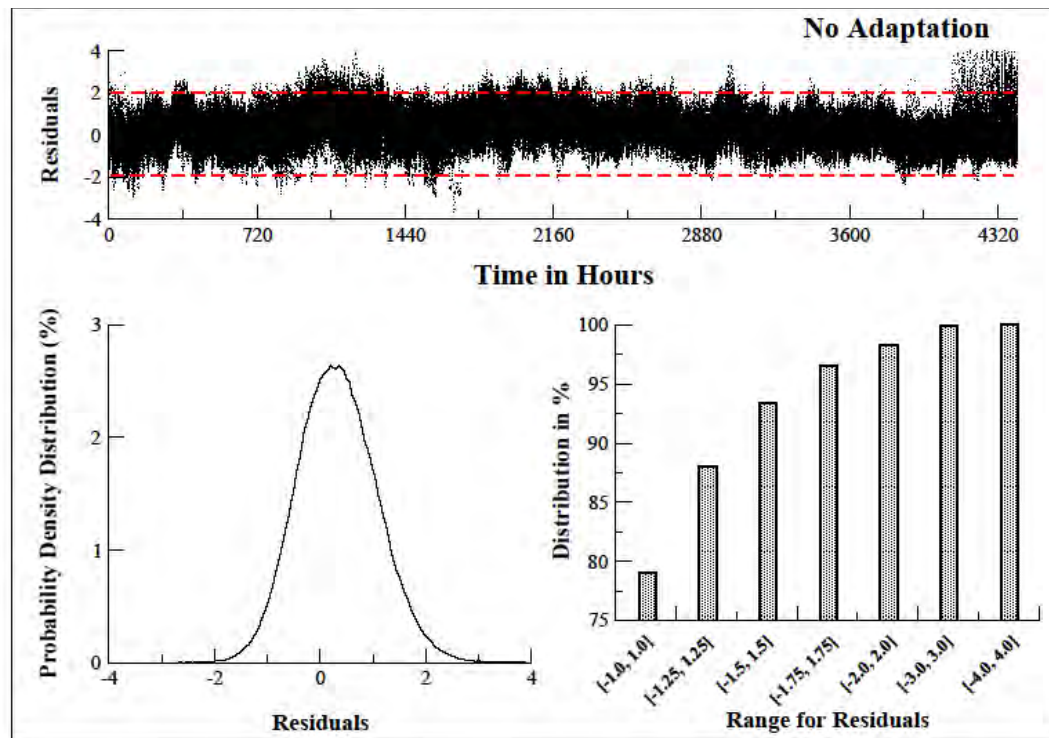 No Adaptation
Residuals
4
2
0
-2
-4
0 720 1440 2160 2880 3600 4320
Time in Hours
Probability Density Distribution (%)
3
2
1
0
-4 -2 0 2 4
Residuals
Distribution in %
100
95
90
85
80
75
[-1.0, 1.0]
[-1.25, 1.25]
[-1.5, 1.5]
[-1.75, 1.75]
[-2.0, 2.0]
[-3.0, 3.0]
[-4.0, 4.0]
Range for Residuals